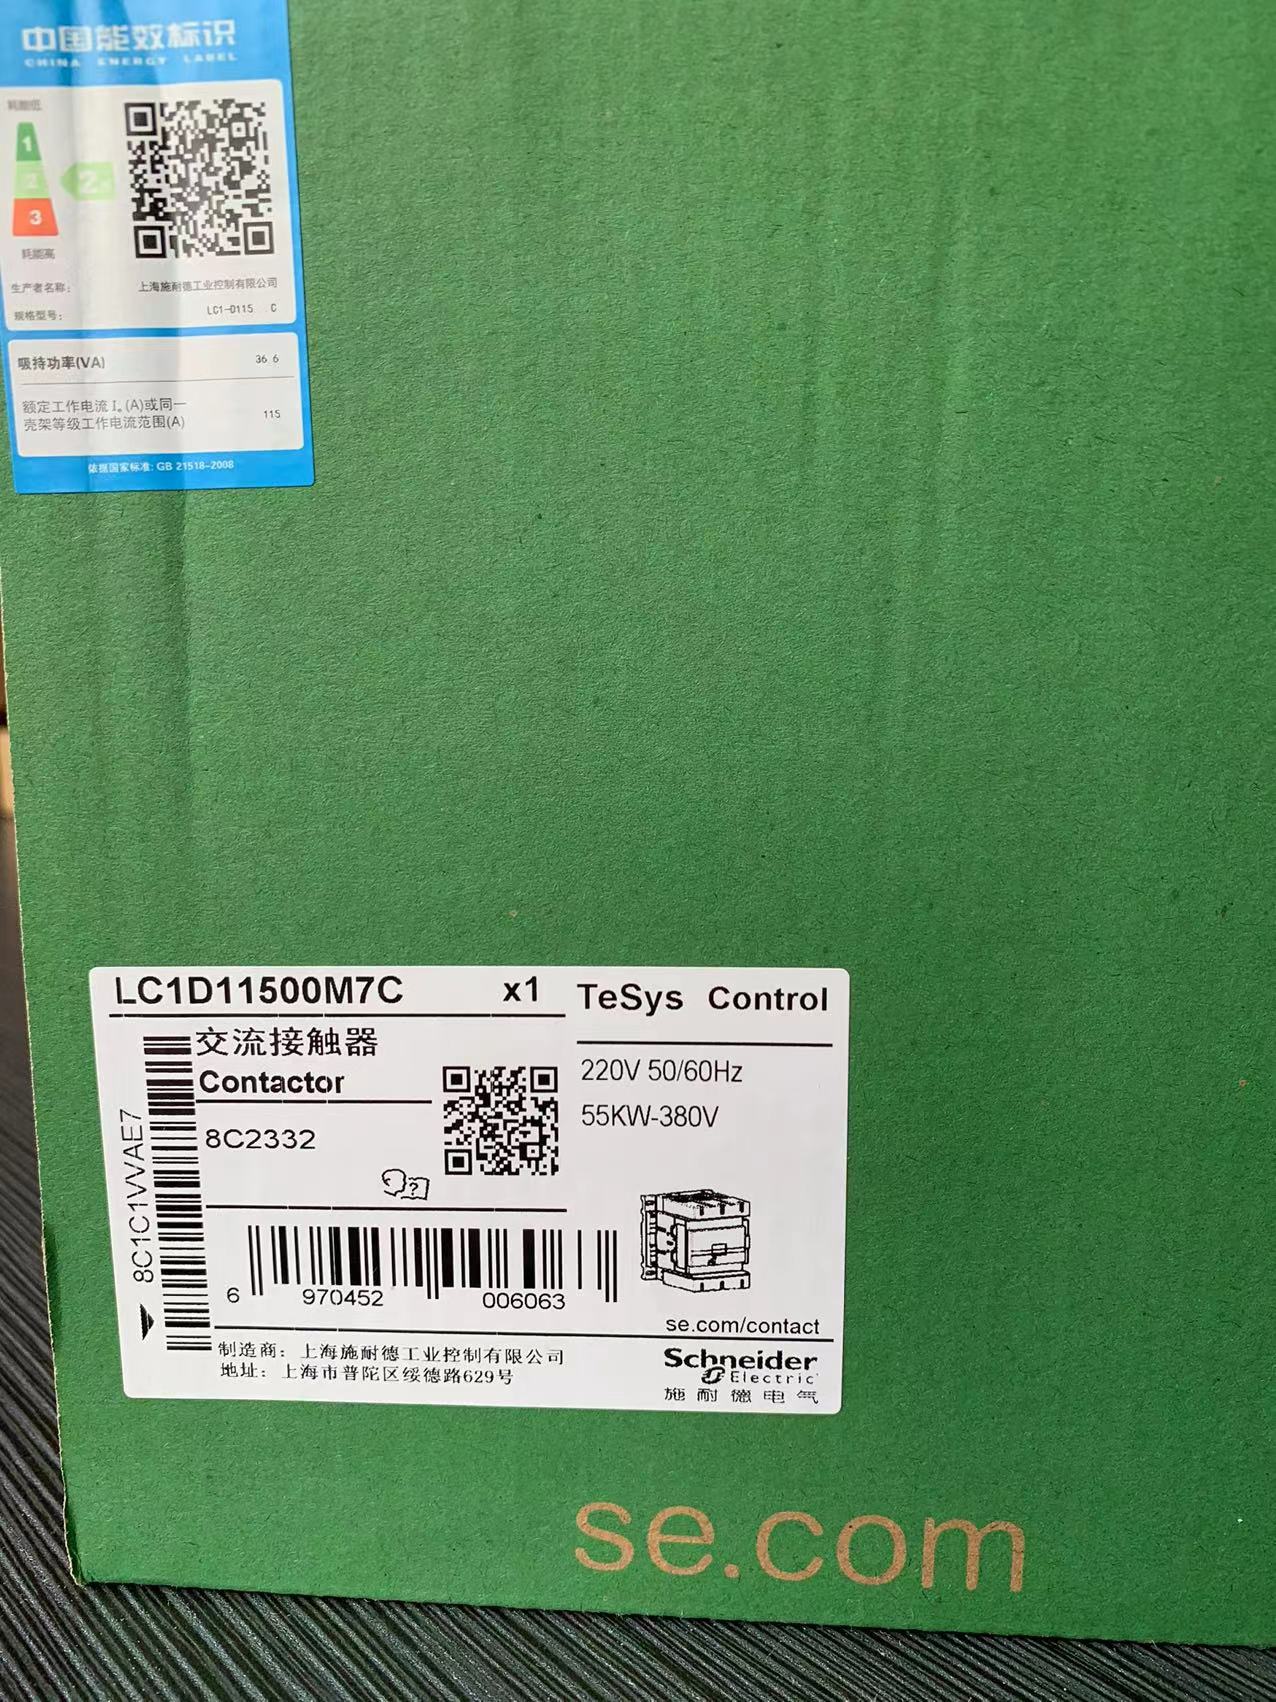 中国能效标识
CHINA ENERGY LABEL
耗能低
1
2
2
3
耗能高
生产者名称：
上海施耐德工业控制有限公司
规格型号：
LC1-D115 C
吸持功率(VA)
36.6
额定工作电流 Iₑ (A)或同一
壳架等级工作电流范围(A)
115
依据国家标准: GB 21518-2008
LC1D11500M7C x1
TeSys Control
交流接触器
Contactor
220V 50/60Hz
55KW-380V
8C2332
8C1C1VVAE7
?
6 970452 006063
se.com/contact
制造商：上海施耐德工业控制有限公司
地址：上海市普陀区绥德路629号
Schneider
Electric
施耐德电气
se.com